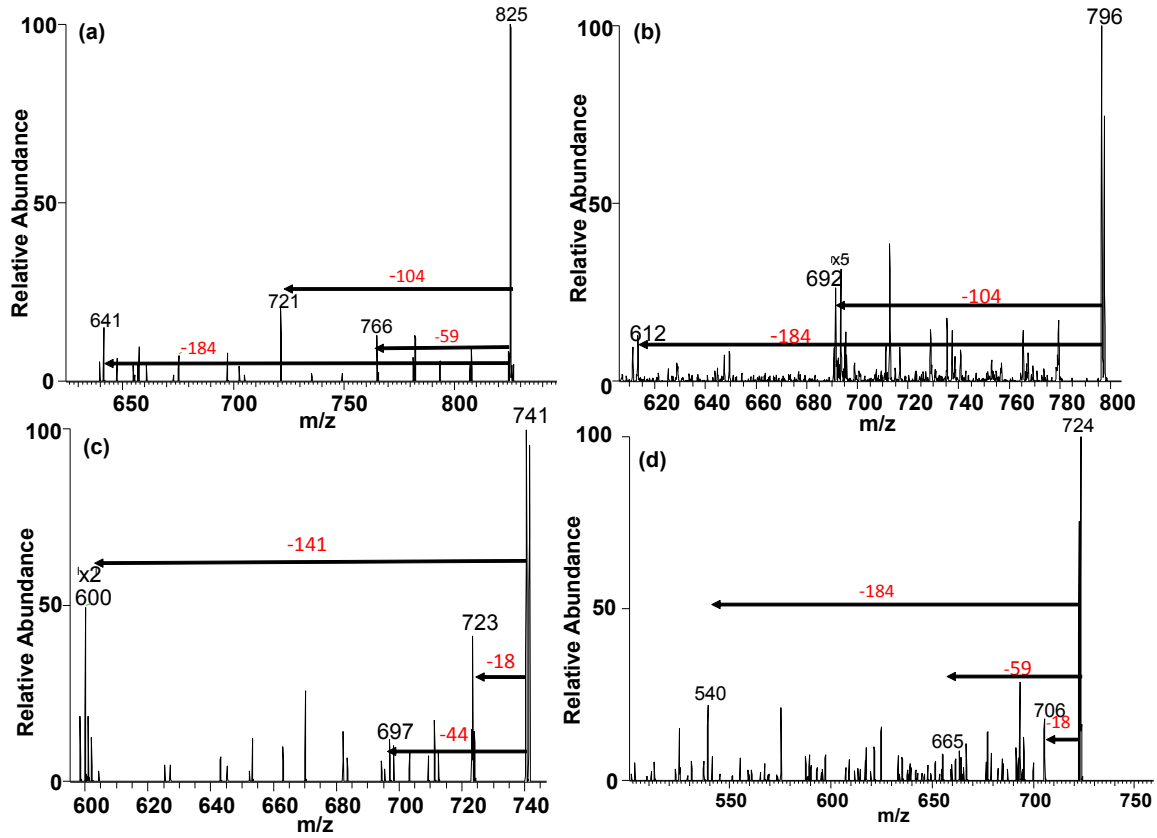 (a)
Relative Abundance
100
50
0
825
-104
721
766
-59
641
-184
650 700 750 800
m/z
(b)
Relative Abundance
100
50
0
796
x5
692
-104
612
-184
620 640 660 680 700 720 740 760 780 800
m/z
(c)
Relative Abundance
100
50
0
741
-141
x2
600
723
-18
697
-44
600 620 640 660 680 700 720 740
m/z
(d)
Relative Abundance
100
50
0
724
-184
-59
540
706
-18
665
550 600 650 700 750
m/z